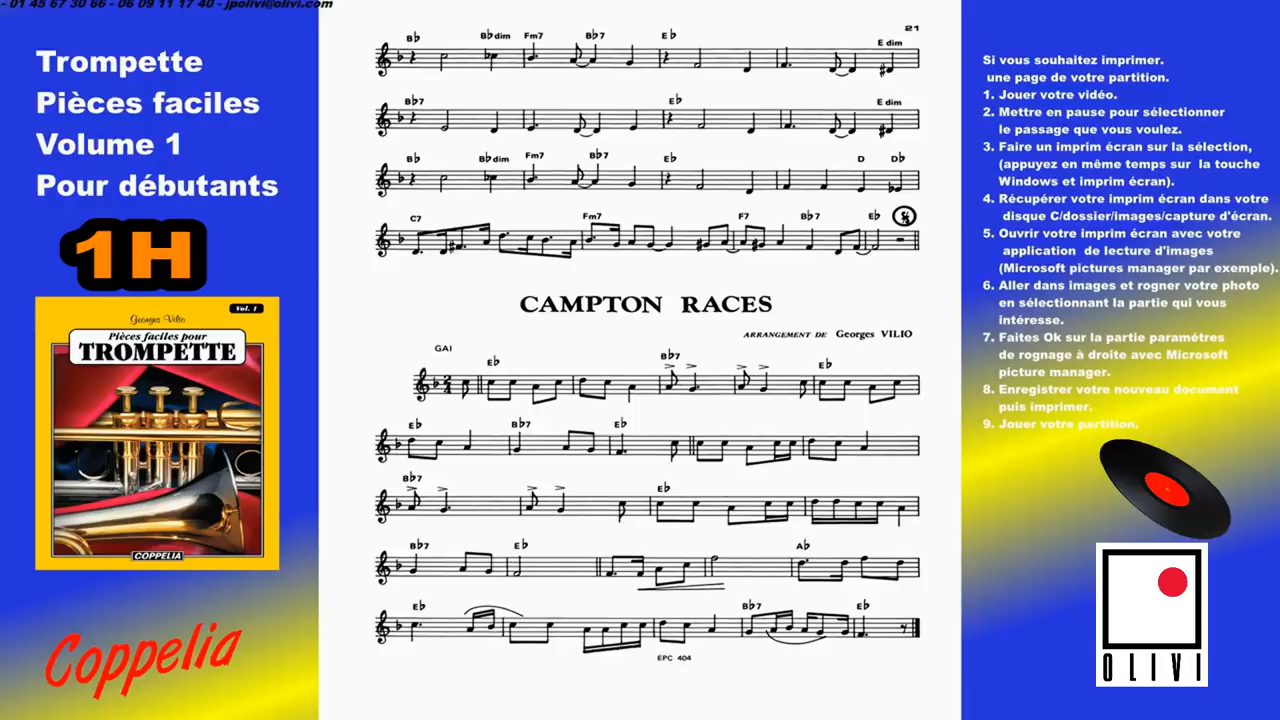 - 01 45 67 30 66 - 06 09 11 17 40 - jpolivi@olivi.com
Trompette
Pièces faciles
Volume 1
Pour débutants
1H
Vol. 1
Georges Vilio
Pièces faciles pour
TROMPETTE
COPPELIA
Coppelia
21
B♭ B♭dim Fm7 B♭7 E♭ E dim
B♭7 E♭ E dim
B♭ B♭dim Fm7 B♭7 E♭ D D♭
C7 Fm7 F7 B♭7 E♭
CAMPTON RACES
ARRANGEMENT DE Georges VILIO
GAI
E♭ B♭7 E♭
2
4
E♭ B♭7 E♭
B♭7 E♭
B♭7 E♭ A♭
E♭ B♭7 E♭
EPC 404
Si vous souhaitez imprimer.
une page de votre partition.
1. Jouer votre vidéo.
2. Mettre en pause pour sélectionner
le passage que vous voulez.
3. Faire un imprim écran sur la sélection,
(appuyez en même temps sur la touche
Windows et imprim écran).
4. Récupérer votre imprim écran dans votre
disque C/dossier/images/capture d'écran.
5. Ouvrir votre imprim écran avec votre
application de lecture d'images
(Microsoft pictures manager par exemple).
6. Aller dans images et rogner votre photo
en sélectionnant la partie qui vous
intéresse.
7. Faites Ok sur la partie paramétres
de rognage à droite avec Microsoft
picture manager.
8. Enregistrer votre nouveau document
puis imprimer.
9. Jouer votre partition.
OLIVI